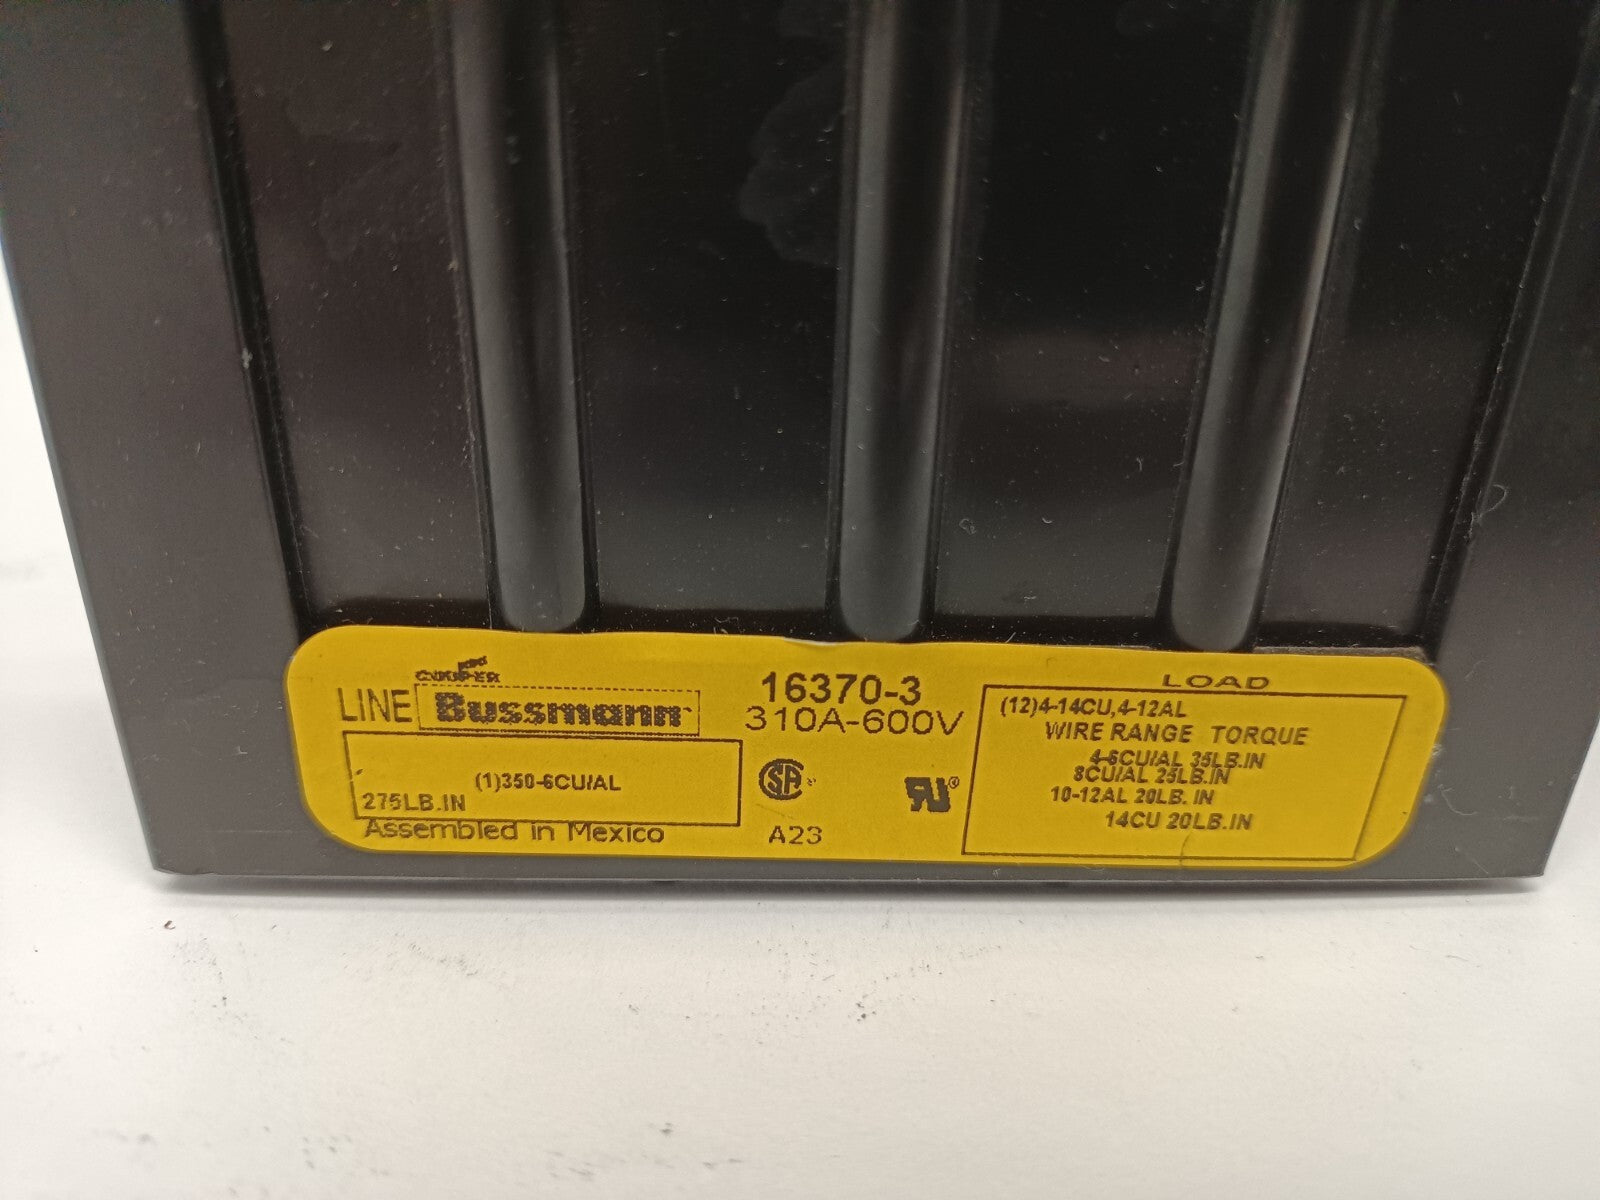 COOPER
LINE Bussmann
(1)350-6CU/AL
275LB.IN
Assembled in Mexico
16370-3
310A-600V
SA
A23
RU®
LOAD
(12)4-14CU,4-12AL
WIRE RANGE TORQUE
4-6CU/AL 35LB.IN
8CU/AL 25LB.IN
10-12AL 20LB. IN
14CU 20LB.IN